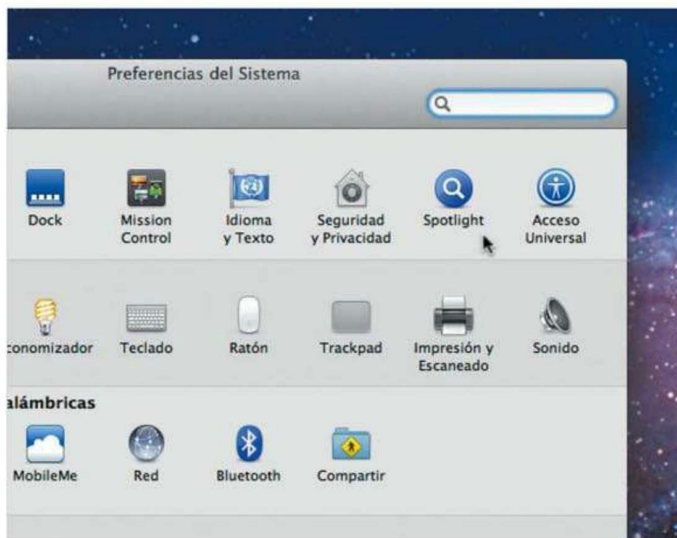 Preferencias del Sistema
Dock
Mission
Control
Idioma
y Texto
Seguridad
y Privacidad
Spotlight
Acceso
Universal
conomizador
Teclado
Ratón
Trackpad
Impresión y
Escaneado
Sonido
alámbricas
MobileMe
Red
Bluetooth
Compartir